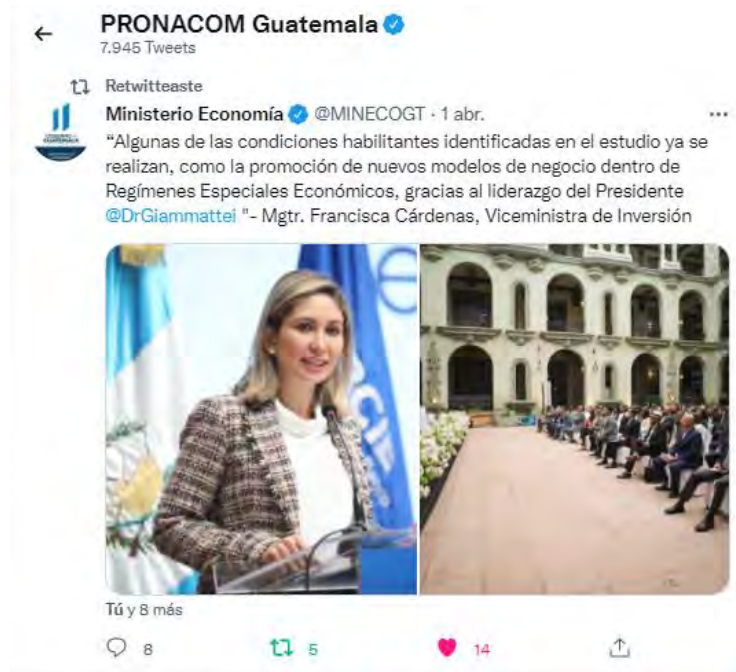 PRONACOM Guatemala
7.945 Tweets
Retwitteaste
Ministerio Economía @MINECOGT · 1 abr.
“Algunas de las condiciones habilitantes identificadas en el estudio ya se
realizan, como la promoción de nuevos modelos de negocio dentro de
Regímenes Especiales Económicos, gracias al liderazgo del Presidente
@DrGiammattei "- Mgtr. Francisca Cárdenas, Viceministra de Inversión
Tú y 8 más
8 5 14